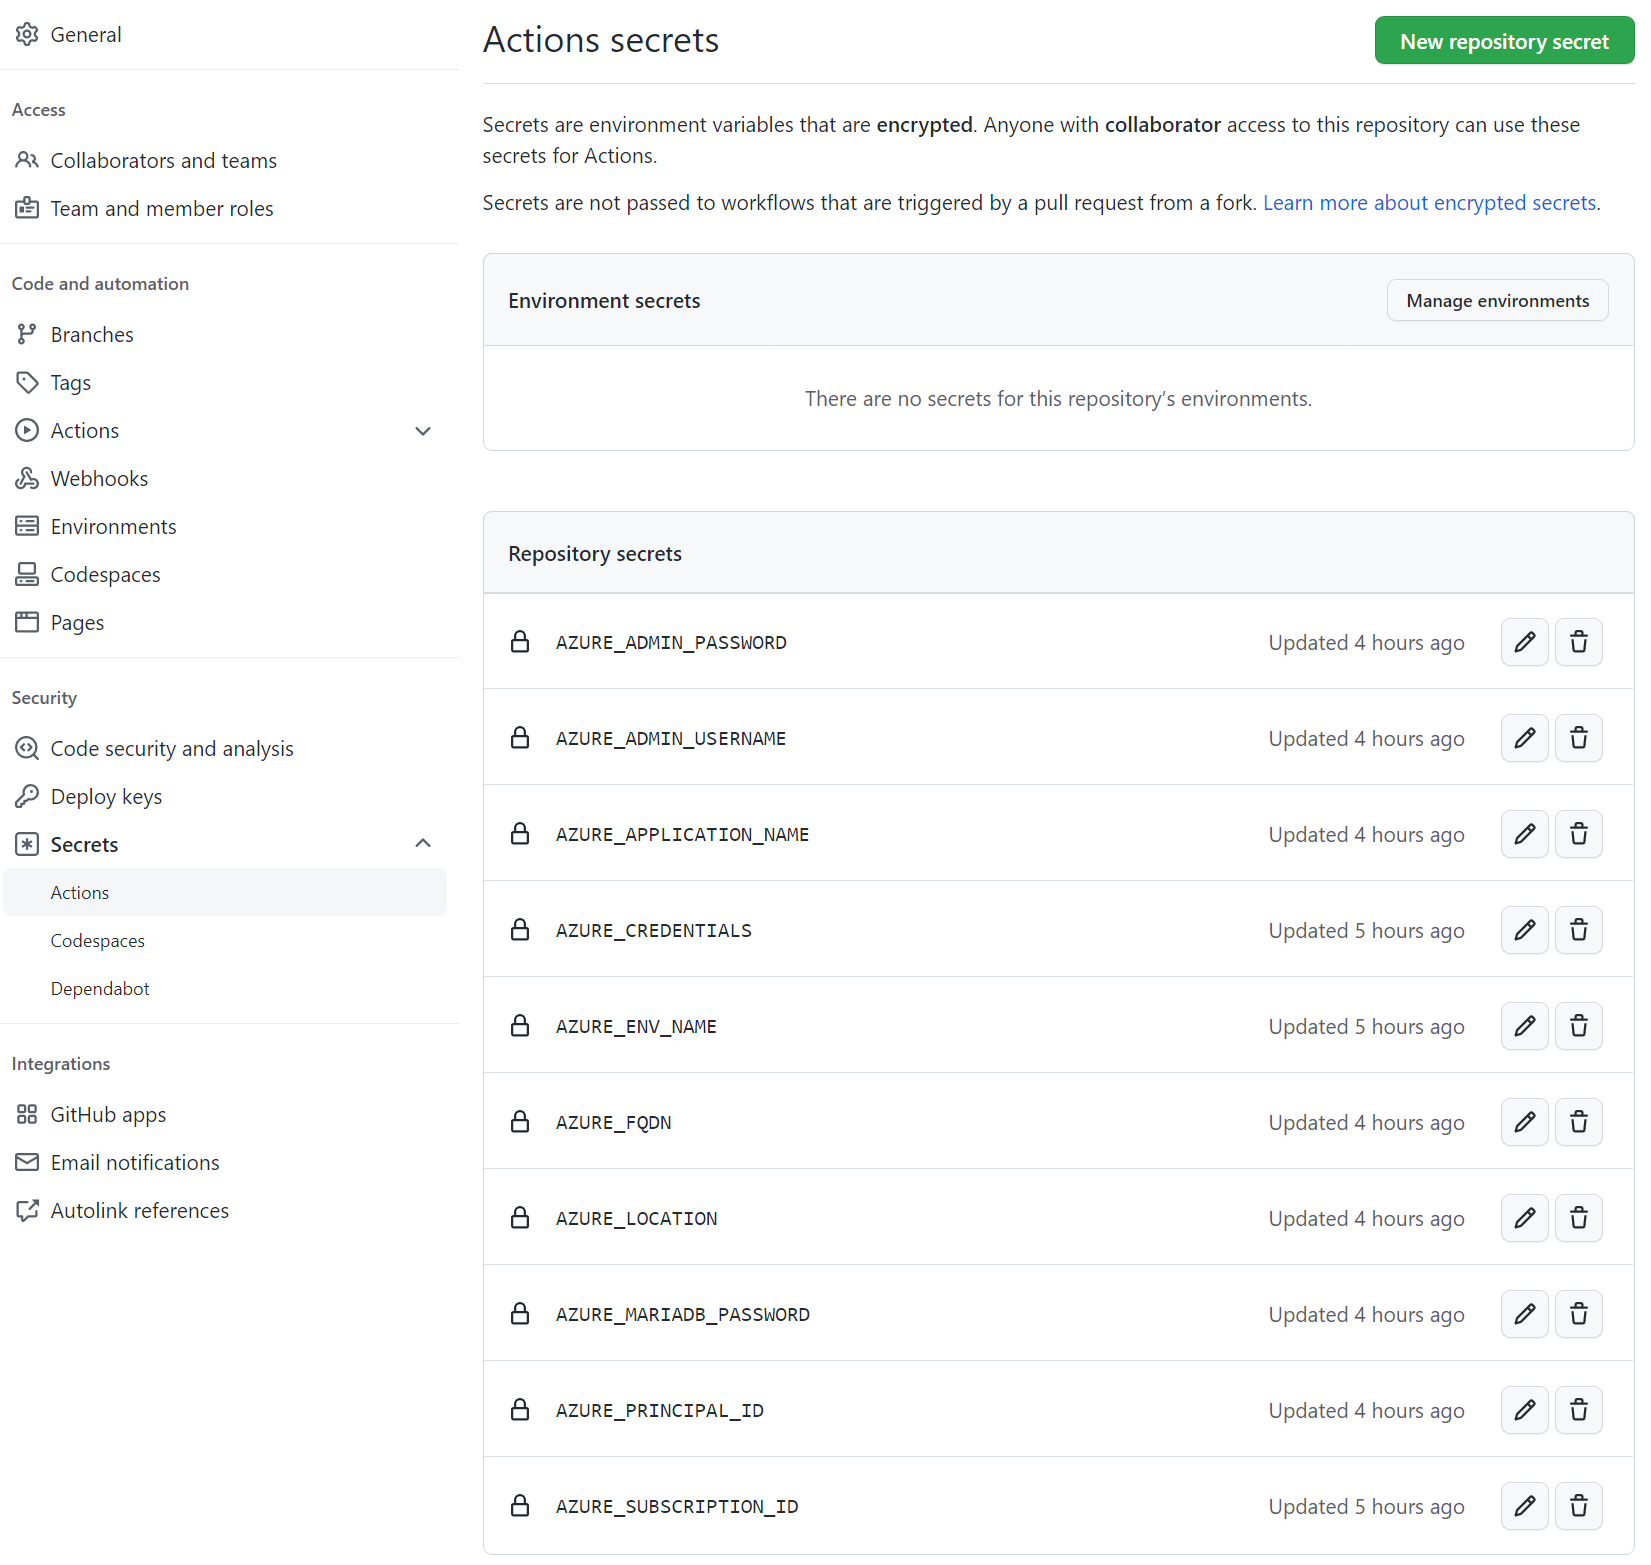 General
Access
Collaborators and teams
Team and member roles
Code and automation
Branches
Tags
Actions
Webhooks
Environments
Codespaces
Pages
Security
Code security and analysis
Deploy keys
Secrets
Actions
Codespaces
Dependabot
Integrations
GitHub apps
Email notifications
Autolink references
Actions secrets
New repository secret
Secrets are environment variables that are encrypted. Anyone with collaborator access to this repository can use these
secrets for Actions.
Secrets are not passed to workflows that are triggered by a pull request from a fork. Learn more about encrypted secrets.
Environment secrets
Manage environments
There are no secrets for this repository’s environments.
Repository secrets
AZURE_ADMIN_PASSWORD Updated 4 hours ago
AZURE_ADMIN_USERNAME Updated 4 hours ago
AZURE_APPLICATION_NAME Updated 4 hours ago
AZURE_CREDENTIALS Updated 5 hours ago
AZURE_ENV_NAME Updated 5 hours ago
AZURE_FQDN Updated 4 hours ago
AZURE_LOCATION Updated 4 hours ago
AZURE_MARIADB_PASSWORD Updated 4 hours ago
AZURE_PRINCIPAL_ID Updated 4 hours ago
AZURE_SUBSCRIPTION_ID Updated 5 hours ago